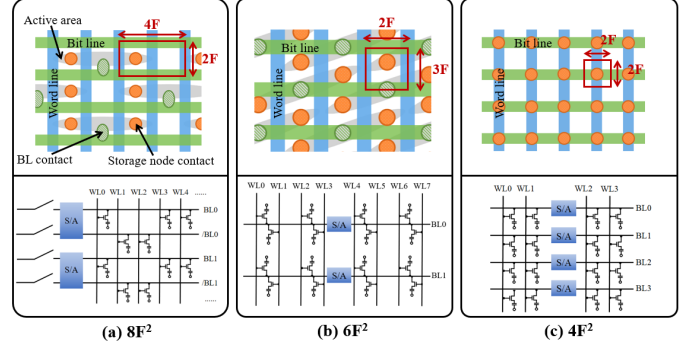 Active area
4F
Bit line
2F
Word line
BL contact
Storage node contact
WL0 WL1 WL2 WL3 WL4 ......
S/A
BL0
/BL0
S/A
BL1
/BL1
......
(a) 8F²
2F
Bit line
3F
Word line
WL0 WL1 WL2 WL3 WL4 WL5 WL6 WL7
S/A
BL0
S/A
BL1
(b) 6F²
Bit line
2F
2F
Word line
WL0 WL1 WL2 WL3
S/A
BL0
S/A
BL1
S/A
BL2
S/A
BL3
(c) 4F²